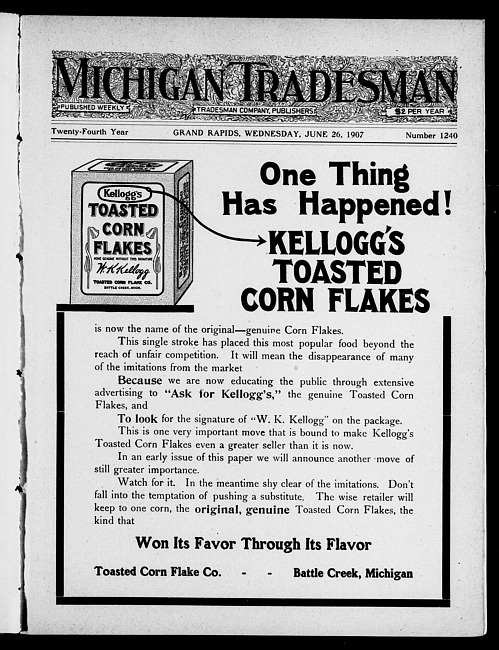 MICHIGAN TRADESMAN
PUBLISHED WEEKLY
TRADESMAN COMPANY, PUBLISHERS
$2 PER YEAR
Twenty-Fourth Year
GRAND RAPIDS, WEDNESDAY, JUNE 26, 1907
Number 1240
Kellogg's
TOASTED
CORN
FLAKES
NONE GENUINE WITHOUT THIS SIGNATURE
W.K.Kellogg
TOASTED CORN FLAKE CO.
BATTLE CREEK, MICH.
One Thing
Has Happened!
KELLOGG'S
TOASTED
CORN FLAKES
is now the name of the original—genuine Corn Flakes.
This single stroke has placed this most popular food beyond the
reach of unfair competition. It will mean the disappearance of many
of the imitations from the market
Because we are now educating the public through extensive
advertising to "Ask for Kellogg's," the genuine Toasted Corn
Flakes, and
To look for the signature of "W. K. Kellogg" on the package.
This is one very important move that is bound to make Kellogg's
Toasted Corn Flakes even a greater seller than it is now.
In an early issue of this paper we will announce another move of
still greater importance.
Watch for it. In the meantime shy clear of the imitations. Don't
fall into the temptation of pushing a substitute. The wise retailer will
keep to one corn, the original, genuine Toasted Corn Flakes, the
kind that
Won Its Favor Through Its Flavor
Toasted Corn Flake Co. - - Battle Creek, Michigan